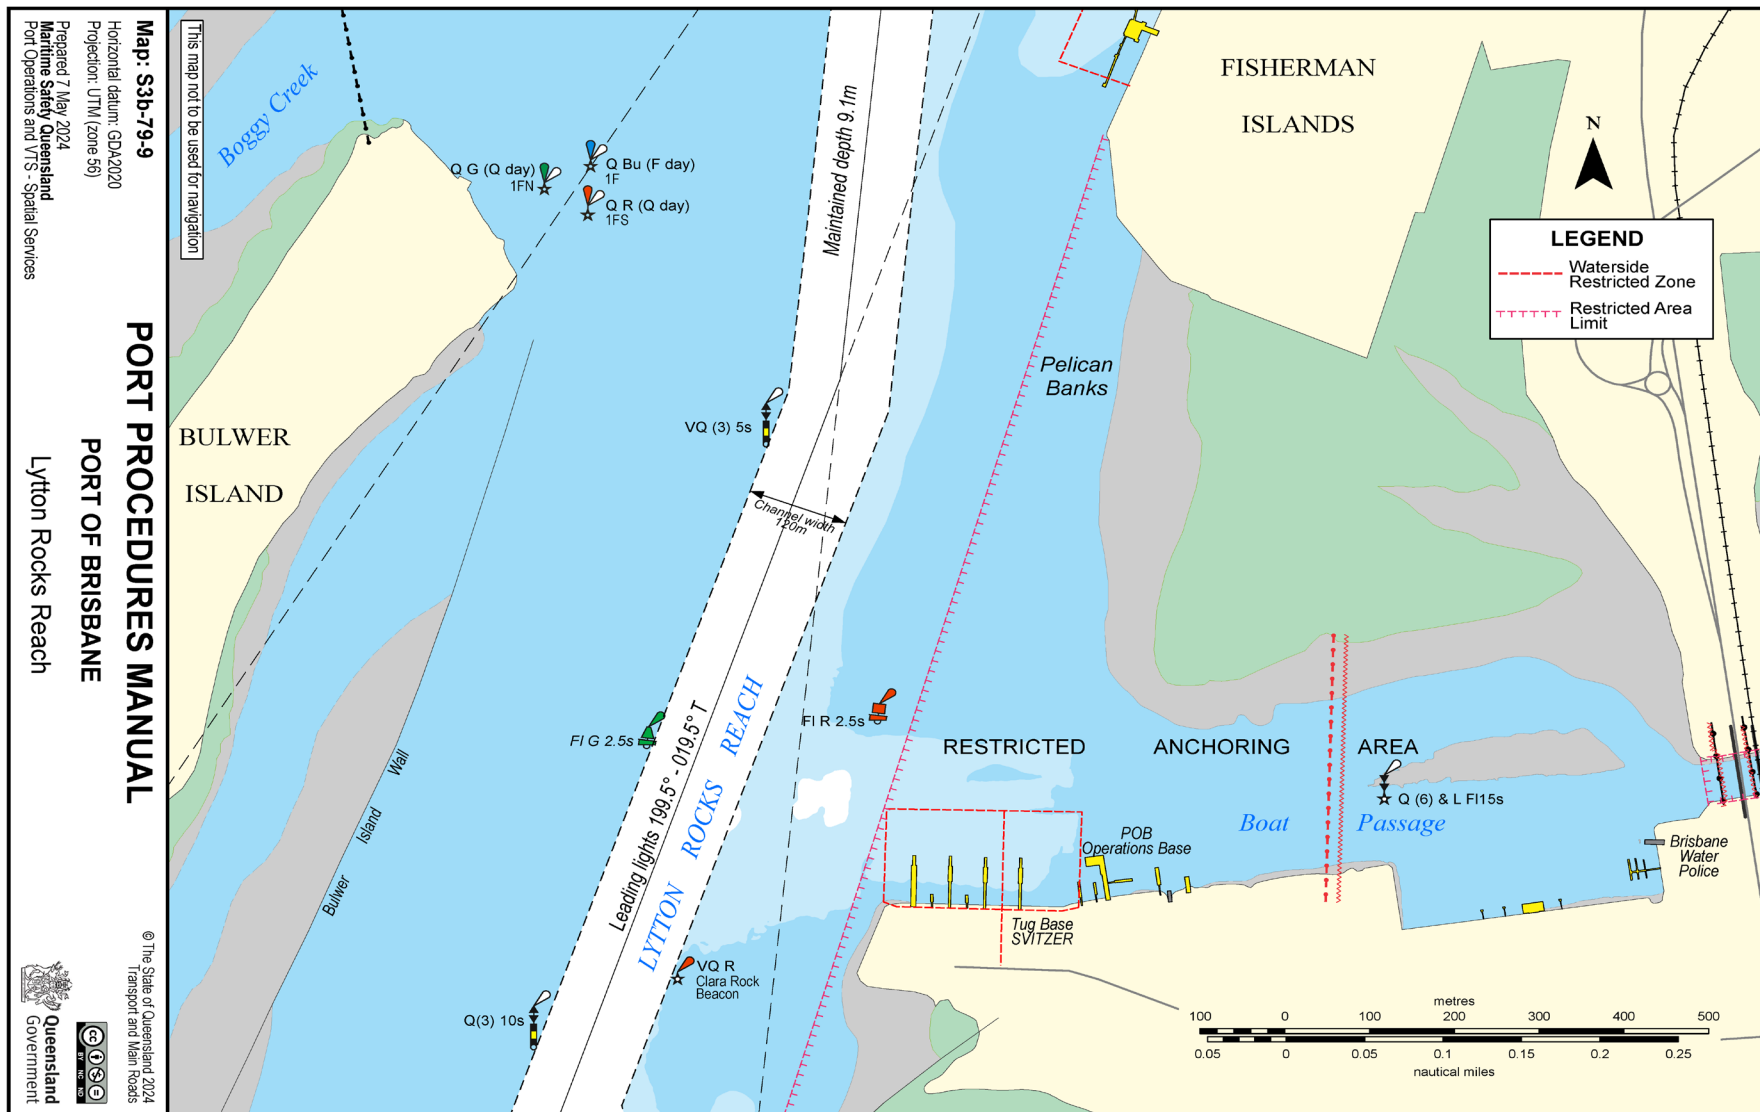 Map: S3b-79-9
Horizontal datum: GDA2020
Projection: UTM (zone 56)
Prepared 7 May 2024
Maritime Safety Queensland
Port Operations and VTS - Spatial Services
This map not to be used for navigation
PORT PROCEDURES MANUAL
PORT OF BRISBANE
Lytton Rocks Reach
© The State of Queensland 2024
Transport and Main Roads
Queensland
Government
cc
BY NC ND
Boggy Creek
Q G (Q day)
1FN
Q Bu (F day)
1F
Q R (Q day)
1FS
Maintained depth 9.1m
FISHERMAN
ISLANDS
N
LEGEND
Waterside
Restricted Zone
Restricted Area
Limit
Pelican
Banks
BULWER
ISLAND
VQ (3) 5s
Channel width
120m
Fl G 2.5s
Fl R 2.5s
Leading lights 199.5° - 019.5° T
LYTTON ROCKS REACH
RESTRICTED ANCHORING AREA
Q (6) & L Fl15s
Boat Passage
POB
Operations Base
Brisbane
Water
Police
Tug Base
SVITZER
Bulwer Island Wall
VQ R
Clara Rock
Beacon
Q(3) 10s
metres
100 0 100 200 300 400 500
0.05 0 0.05 0.1 0.15 0.2 0.25
nautical miles